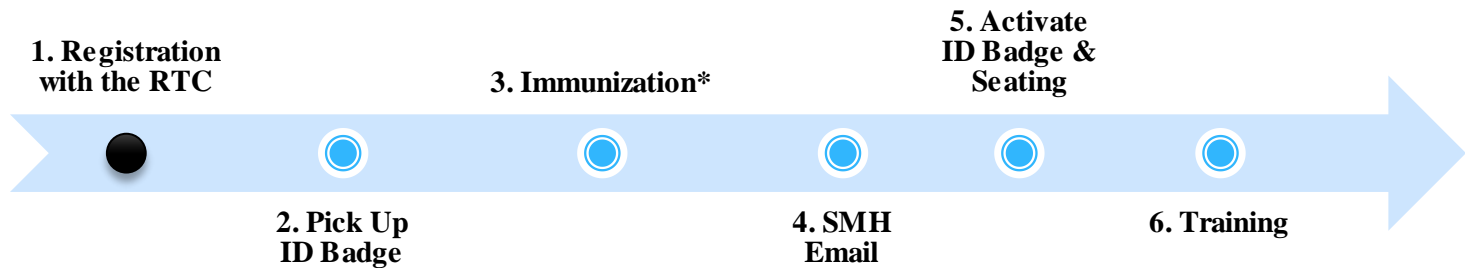 1. Registration
with the RTC
2. Pick Up
ID Badge
3. Immunization*
4. SMH
Email
5. Activate
ID Badge &
Seating
6. Training